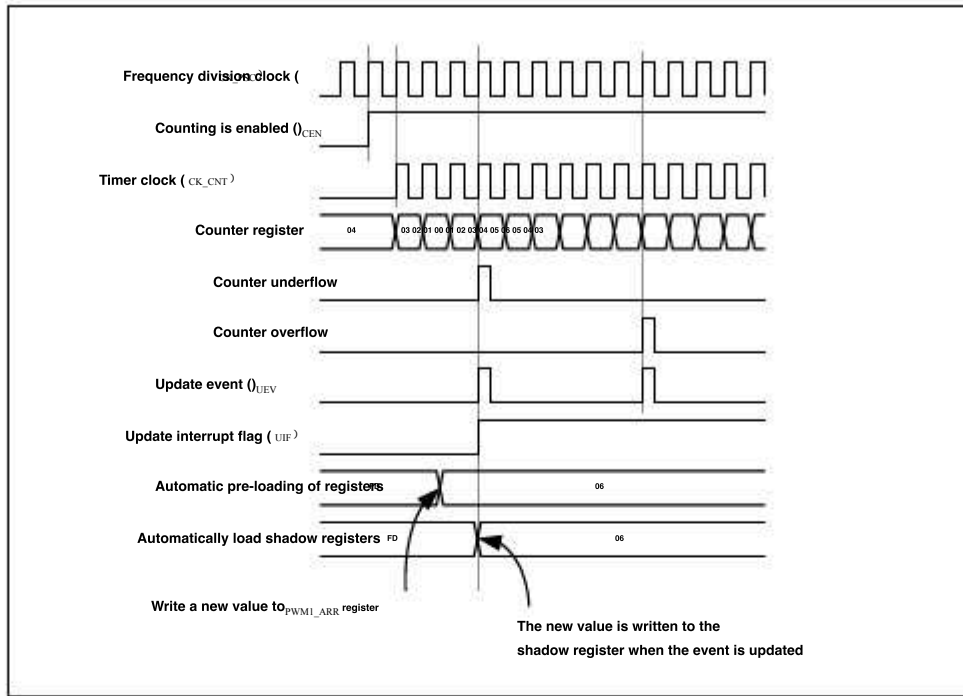 Frequency division clock (
Counting is enabled ()CEN
Timer clock ( CK_CNT )
Counter register 04 03 02 01 00 01 02 03 04 05 06 05 04 03
Counter underflow
Counter overflow
Update event ()UEV
Update interrupt flag ( UIF )
Automatic pre-loading of registers 06
Automatically load shadow registers FD 06
Write a new value toPWM1_ARR register
The new value is written to the
shadow register when the event is updated